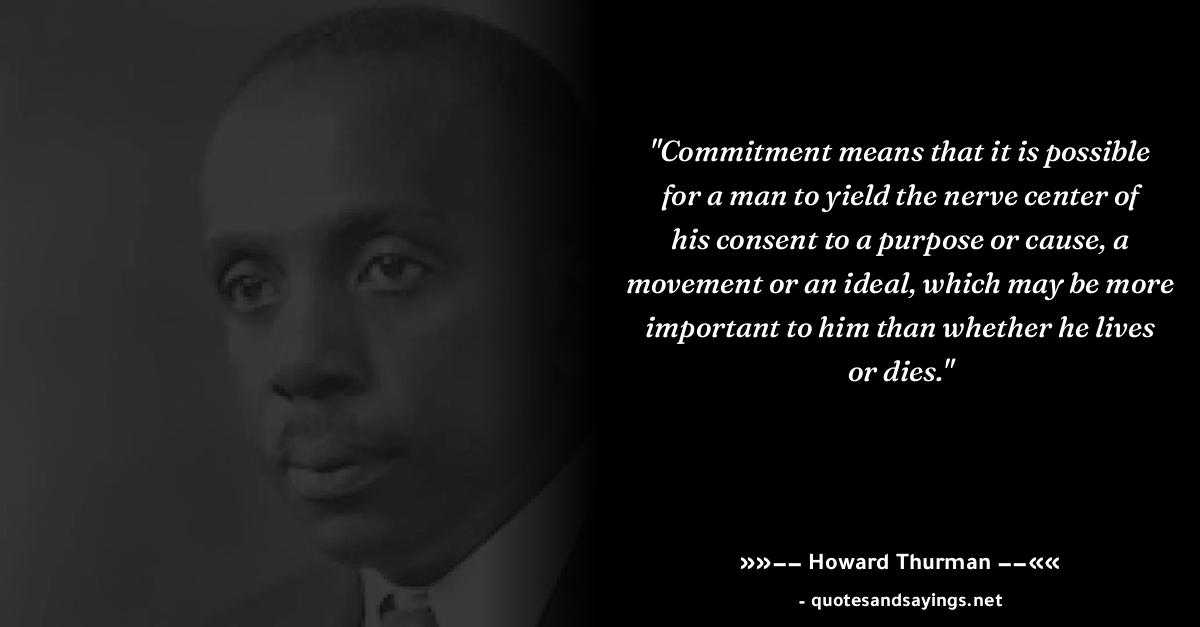 "Commitment means that it is possible
for a man to yield the nerve center of
his consent to a purpose or cause, a
movement or an ideal, which may be more
important to him than whether he lives
or dies."
»»−− Howard Thurman −−««
- quotesandsayings.net